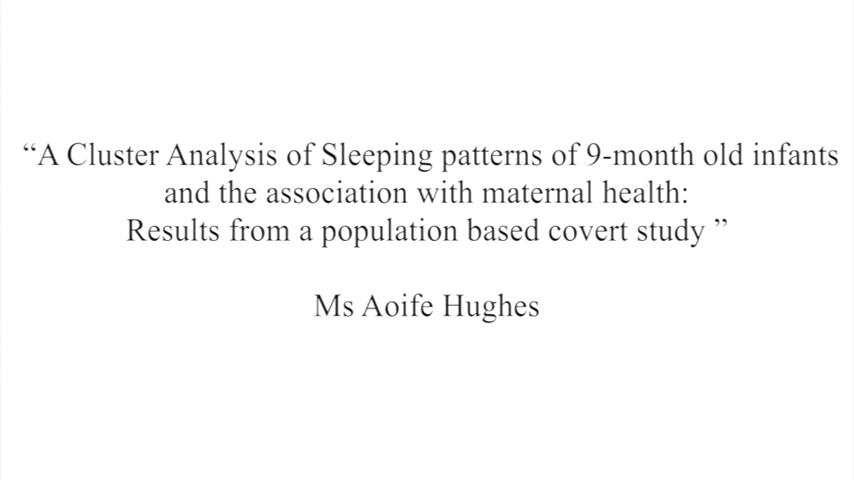 “A Cluster Analysis of Sleeping patterns of 9-month old infants
and the association with maternal health:
Results from a population based covert study ”
Ms Aoife Hughes